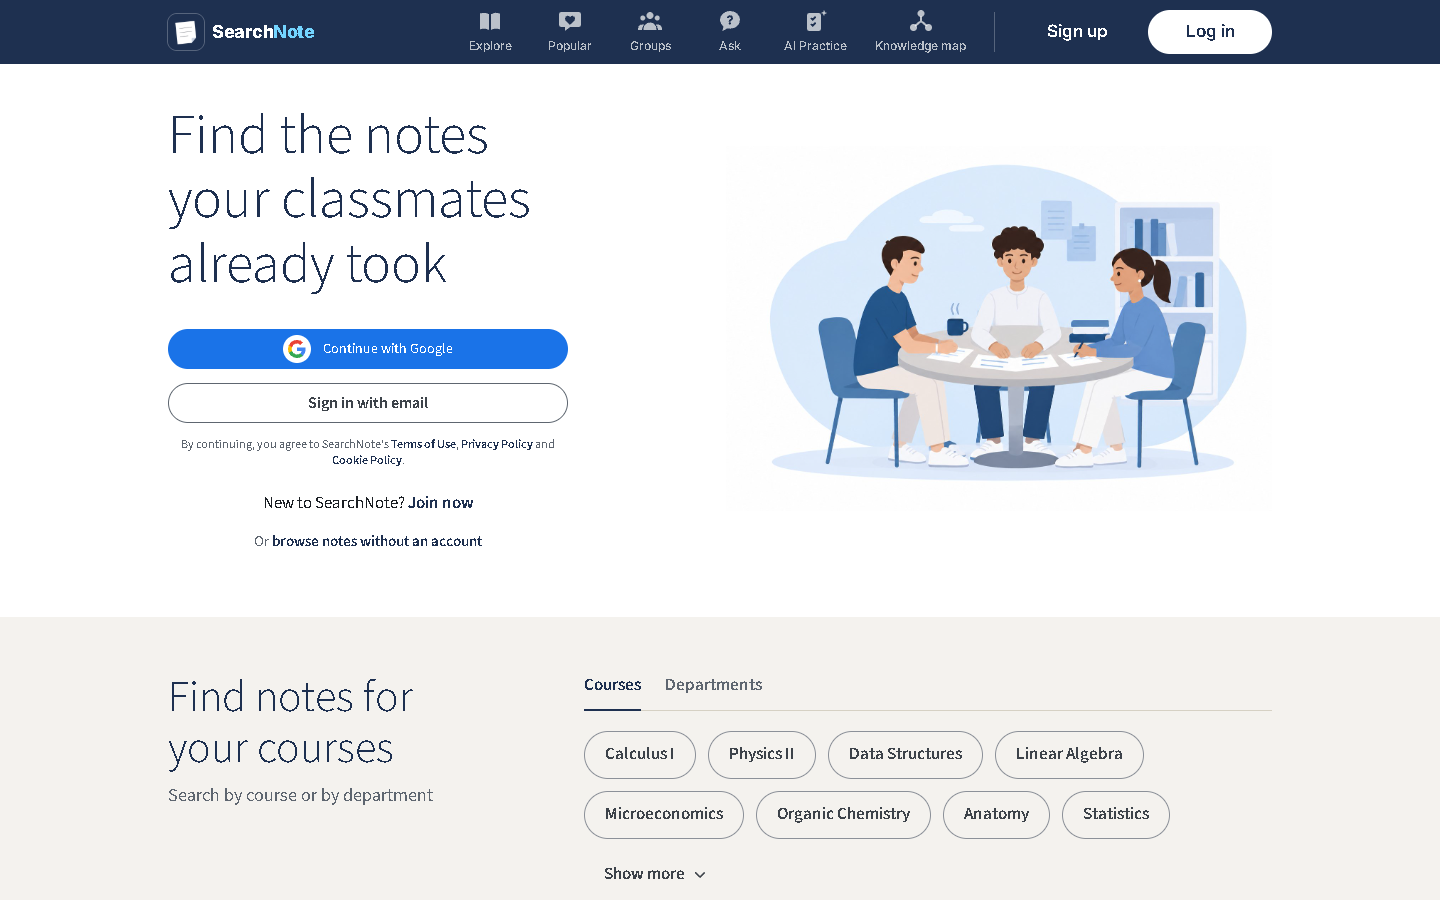 SearchNote
Explore
Popular
Groups
Ask
AI Practice
Knowledge map
Sign up
Log in
Find the notes
your classmates
already took
Continue with Google
Sign in with email
By continuing, you agree to SearchNote's Terms of Use, Privacy Policy and
Cookie Policy.
New to SearchNote? Join now
Or browse notes without an account
Find notes for
your courses
Search by course or by department
Courses
Departments
Calculus I
Physics II
Data Structures
Linear Algebra
Microeconomics
Organic Chemistry
Anatomy
Statistics
Show more